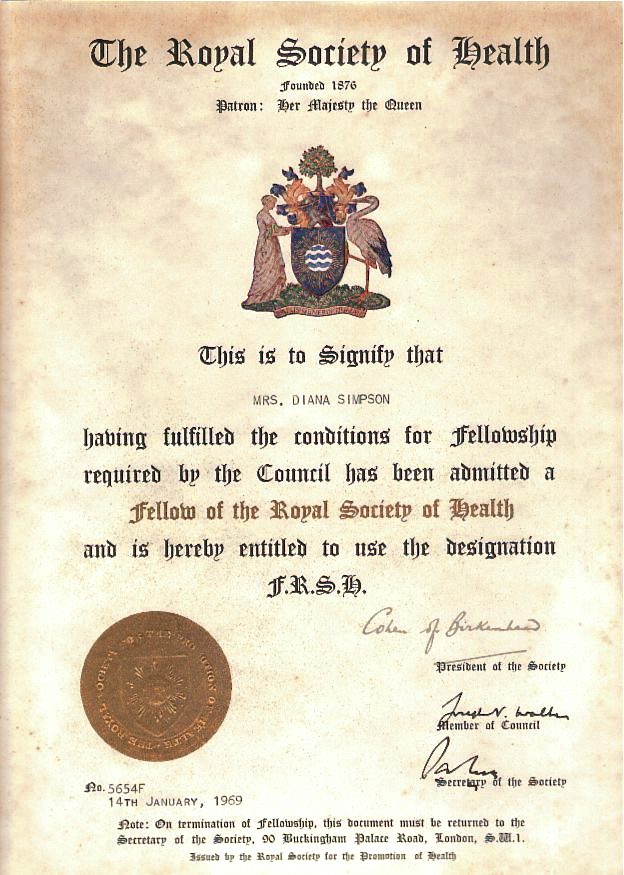 The Royal Society of Health
Founded 1876
Patron: Her Majesty the Queen
This is to Signify that
MRS. DIANA SIMPSON
having fulfilled the conditions for Fellowship
required by the Council has been admitted a
Fellow of the Royal Society of Health
and is hereby entitled to use the designation
F.R.S.H.
Cohen of Birkenhead
President of the Society
Member of Council
Secretary of the Society
No. 5654F
14TH JANUARY, 1969
Note: On termination of Fellowship, this document must be returned to the
Secretary of the Society, 90 Buckingham Palace Road, London, S.W.1.
Issued by the Royal Society for the Promotion of Health